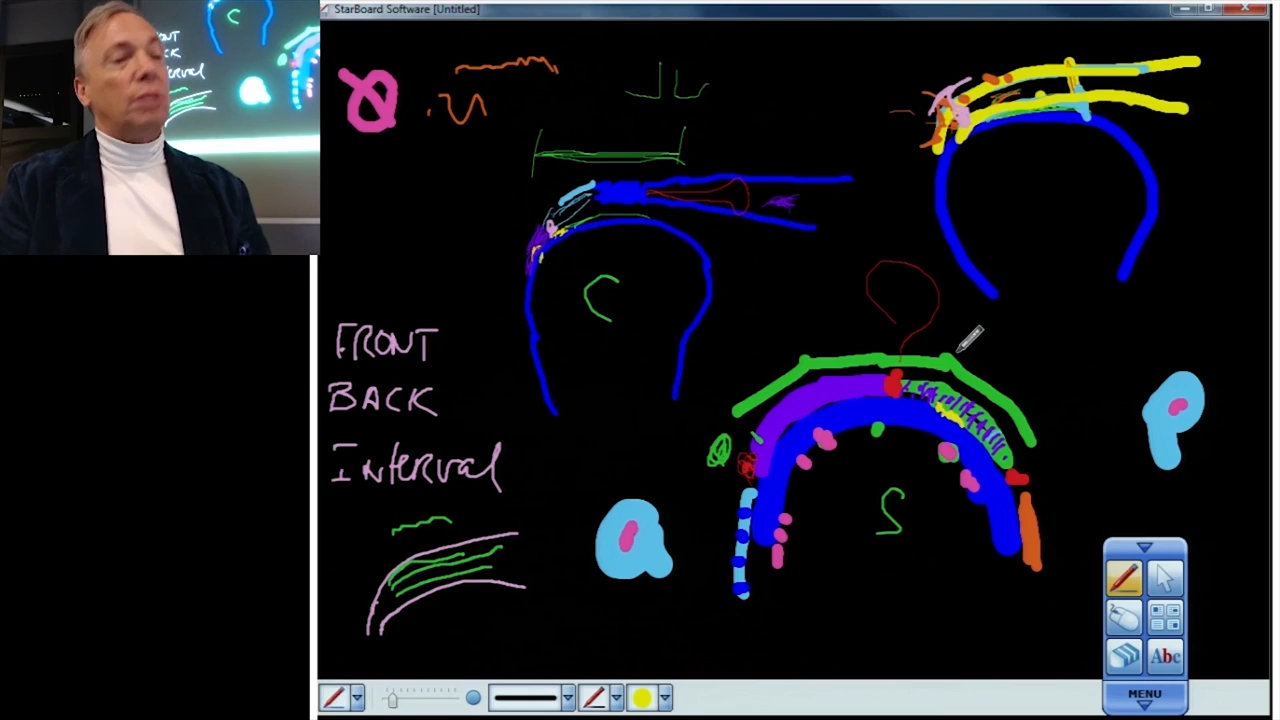 StarBoard Software [Untitled]
C
FRONT
BACK
INTERVAL
S
Abc
MENU